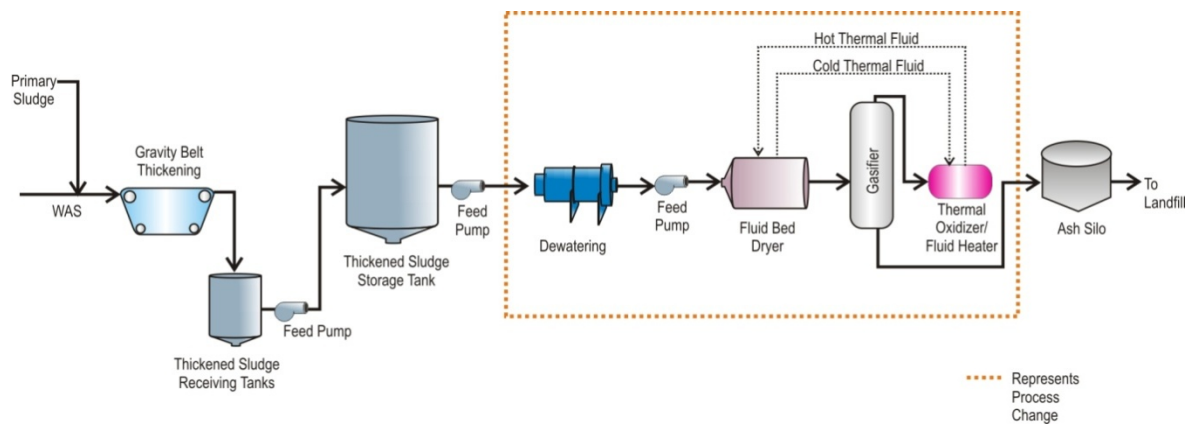 Hot Thermal Fluid
Cold Thermal Fluid
Primary
Sludge
WAS
Gravity Belt
Thickening
Thickened Sludge
Receiving Tanks
Feed Pump
Thickened Sludge
Storage Tank
Feed
Pump
Dewatering
Feed
Pump
Fluid Bed
Dryer
Gasifier
Thermal
Oxidizer/
Fluid Heater
Ash Silo
To
Landfill
Represents
Process
Change